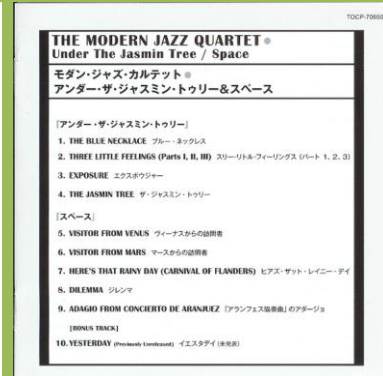 THE MODERN JAZZ QUARTET●
Under The Jasmin Tree / Space
モダン・ジャズ・カルテット●
アンダー・ザ・ジャスミン・トゥリー&スペース
『アンダー・ザ・ジャスミン・トゥリー』
1. THE BLUE NECKLACE ブルー・ネックレス
2. THREE LITTLE FEELINGS (Parts I, II, III) スリー・リトル・フィーリングス (パート 1, 2, 3)
3. EXPOSURE エクスポウジャー
4. THE JASMIN TREE ザ・ジャスミン・トゥリー
『スペース』
5. VISITOR FROM VENUS ヴィーナスからの訪問者
6. VISITOR FROM MARS マースからの訪問者
7. HERE'S THAT RAINY DAY (CARNIVAL OF FLANDERS) ヒアズ・ザット・レイニー・デイ
8. DILEMMA ジレンマ
9. ADAGIO FROM CONCIERTO DE ARANJUEZ 『アランフェス協奏曲』のアダージョ
[BONUS TRACK]
10. YESTERDAY (Previously Unreleased) イエスタデイ (未発表)